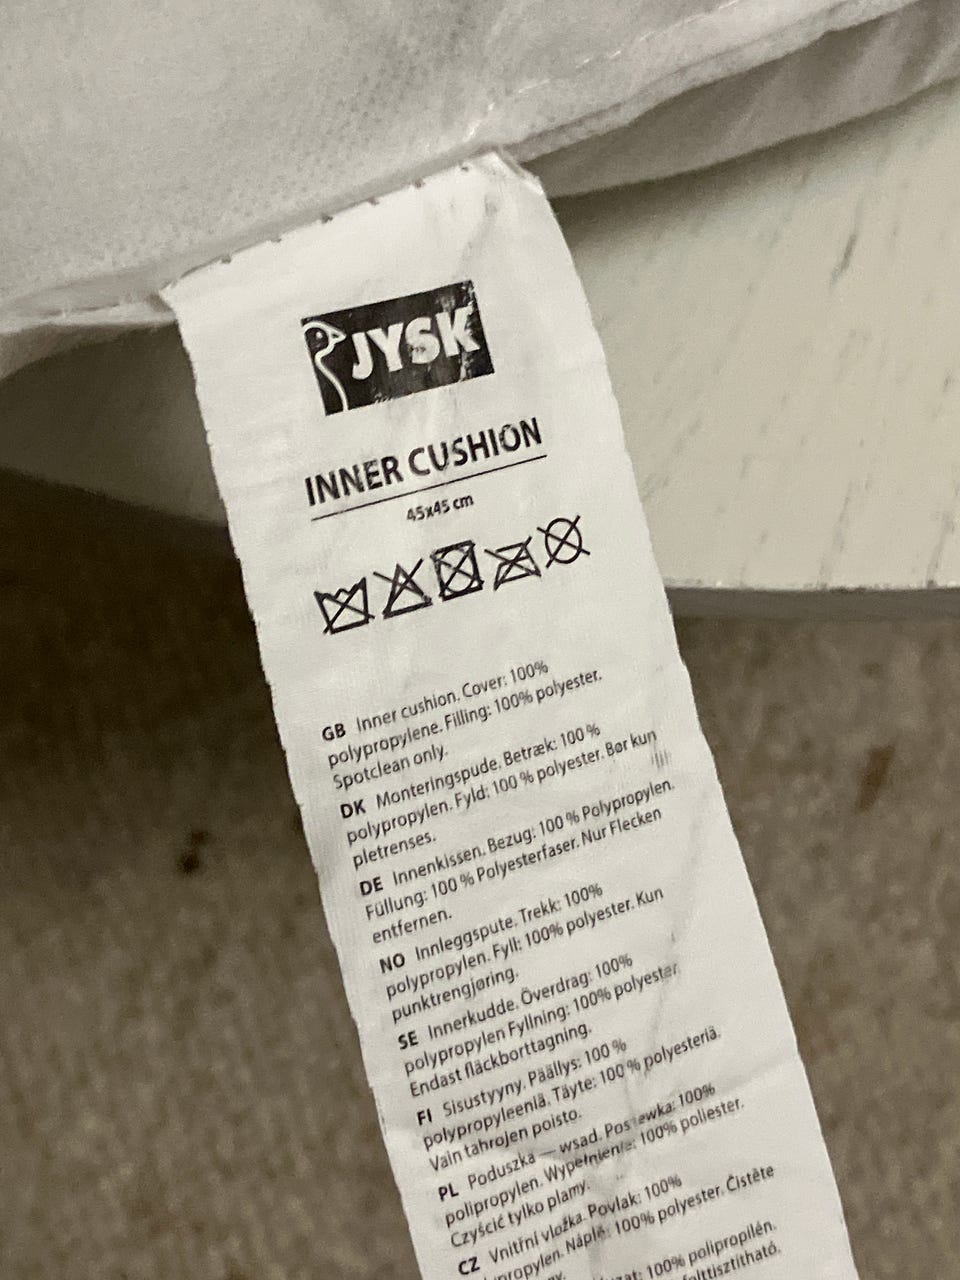 JYSK
INNER CUSHION
45x45 cm
GB Inner cushion. Cover: 100%
polypropylene. Filling: 100% polyester.
Spotclean only.
DK Monteringspude. Betræk: 100 %
polypropylen. Fyld: 100 % polyester. Bør kun
pletrenses.
DE Innenkissen. Bezug: 100 % Polypropylen.
Füllung: 100 % Polyesterfaser. Nur Flecken
entfernen.
NO Innleggspute. Trekk: 100%
polypropylen. Fyll: 100% polyester. Kun
punktrengjøring.
SE Innerkudde. Överdrag: 100%
polypropylen Fyllning: 100% polyester
Endast fläckborttagning.
FI Sisustyyny. Päällys: 100 %
polypropyleeniä. Täyte: 100 % polyesteriä.
Vain tahrojen poisto.
PL Poduszka — wsad. 100%
polipropylen. Wypełnienie: 100% poliester.
Czyścić tylko plamy.
CZ Vnitřní vložka. Povlak: 100%
Náplň: 100% polyester. Čistěte
100% polipropilén.